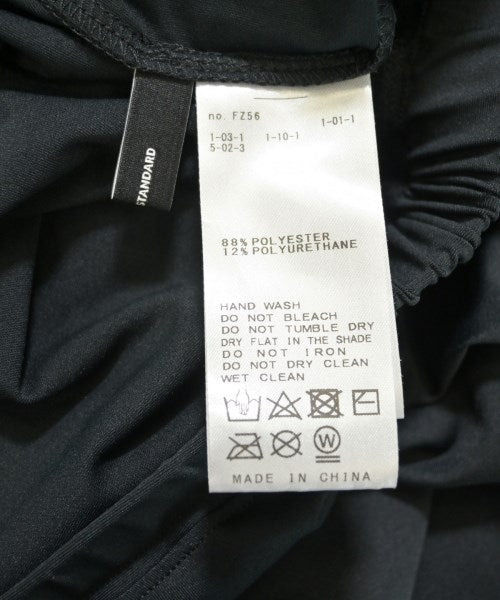 STANDARD
no. FZ56
1-01-1
1-03-1 1-10-1
5-02-3
88% POLYESTER
12% POLYURETHANE
HAND WASH
DO NOT BLEACH
DO NOT TUMBLE DRY
DRY FLAT IN THE SHADE
DO NOT IRON
DO NOT DRY CLEAN
WET CLEAN
W
MADE IN CHINA